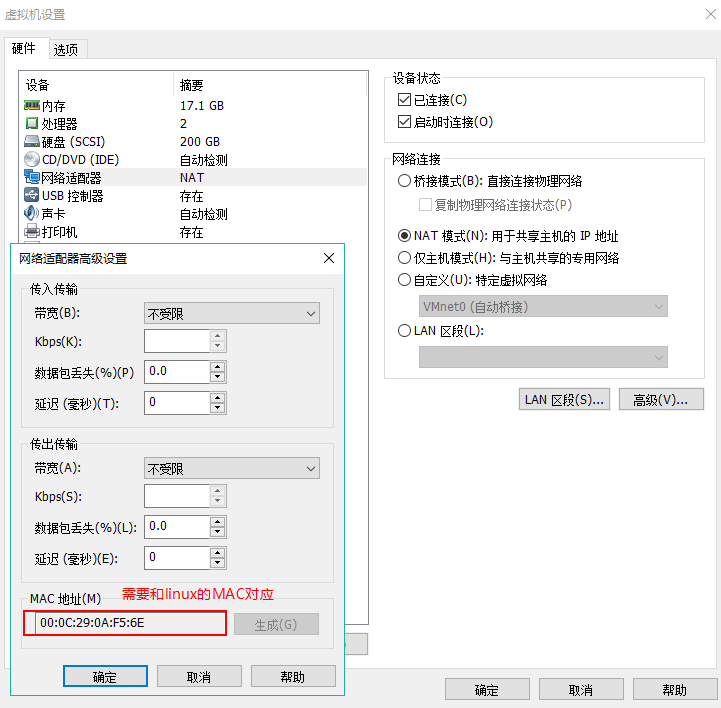 虚拟机设置
硬件 选项
设备 摘要
内存 17.1 GB
处理器 2
硬盘 (SCSI) 200 GB
CD/DVD (IDE) 自动检测
网络适配器 NAT
USB 控制器 存在
声卡 自动检测
打印机 存在
设备状态
已连接(C)
启动时连接(O)
网络连接
桥接模式(B): 直接连接物理网络
复制物理网络连接状态(P)
NAT 模式(N): 用于共享主机的 IP 地址
仅主机模式(H): 与主机共享的专用网络
自定义(U): 特定虚拟网络
VMnet0 (自动桥接)
LAN 区段(L):
LAN 区段(S)... 高级(V)...
网络适配器高级设置
传入传输
带宽(B): 不受限
Kbps(K):
数据包丢失(%)(P) 0.0
延迟 (毫秒)(T): 0
传出传输
带宽(A): 不受限
Kbps(S):
数据包丢失(%)(L): 0.0
延迟 (毫秒)(E): 0
MAC 地址(M) 需要和linux的MAC对应
00:0C:29:0A:F5:6E 生成(G)
确定 取消 帮助
确定 取消 帮助